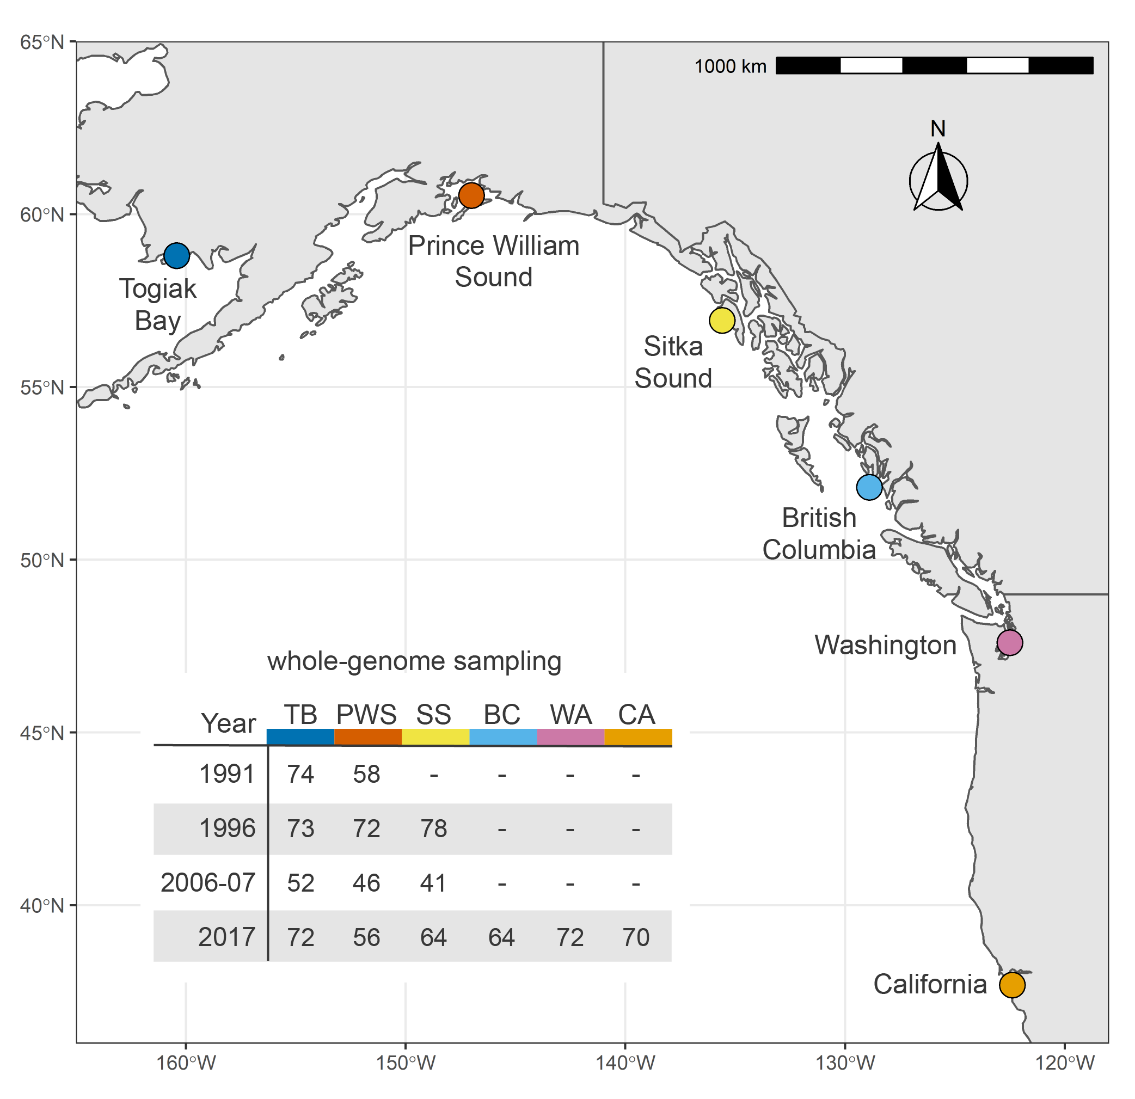 65°N
1000 km
N
60°N
Prince William
Sound
Togiak
Bay
Sitka
Sound
55°N
British
Columbia
50°N
Washington
whole-genome sampling
Year TB PWS SS BC WA CA
45°N
1991 74 58 - - - -
1996 73 72 78 - - -
2006-07 52 46 41 - - -
40°N
2017 72 56 64 64 72 70
California
160°W 150°W 140°W 130°W 120°W